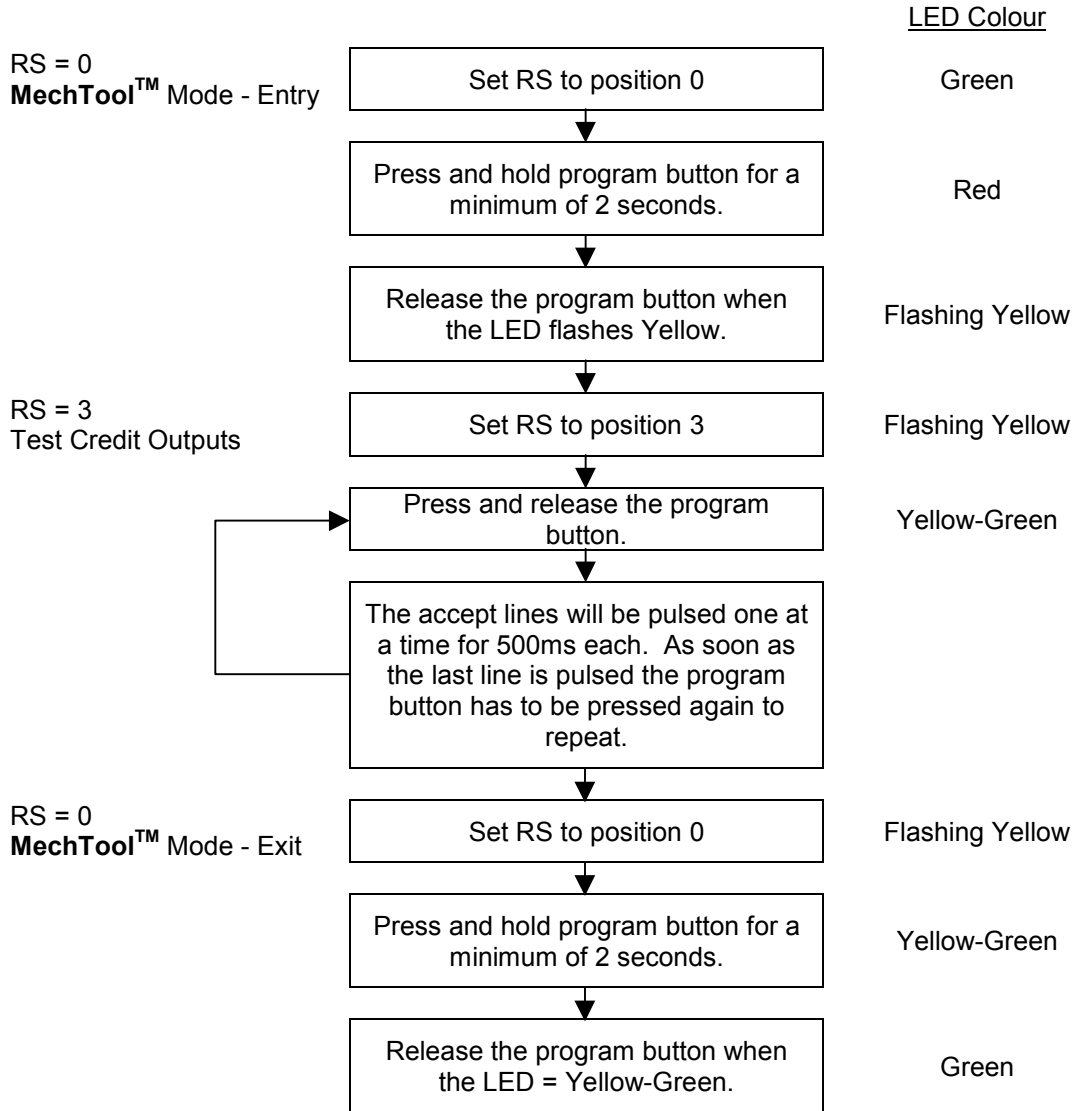 LED Colour
RS = 0
MechTool™ Mode - Entry
Set RS to position 0
Green
Press and hold program button for a
minimum of 2 seconds.
Red
Release the program button when
the LED flashes Yellow.
Flashing Yellow
RS = 3
Test Credit Outputs
Set RS to position 3
Flashing Yellow
Press and release the program
button.
Yellow-Green
The accept lines will be pulsed one at
a time for 500ms each.  As soon as
the last line is pulsed the program
button has to be pressed again to
repeat.
RS = 0
MechTool™ Mode - Exit
Set RS to position 0
Flashing Yellow
Press and hold program button for a
minimum of 2 seconds.
Yellow-Green
Release the program button when
the LED = Yellow-Green.
Green